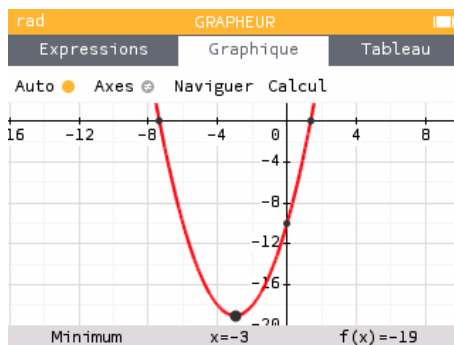 rad GRAPHEUR
Expressions Graphique Tableau
Auto Axes Naviguer Calcul
16 -12 -8 -4 0 4 8
-4
-8
-12
-16
-20
Minimum x=-3 f(x)=-19